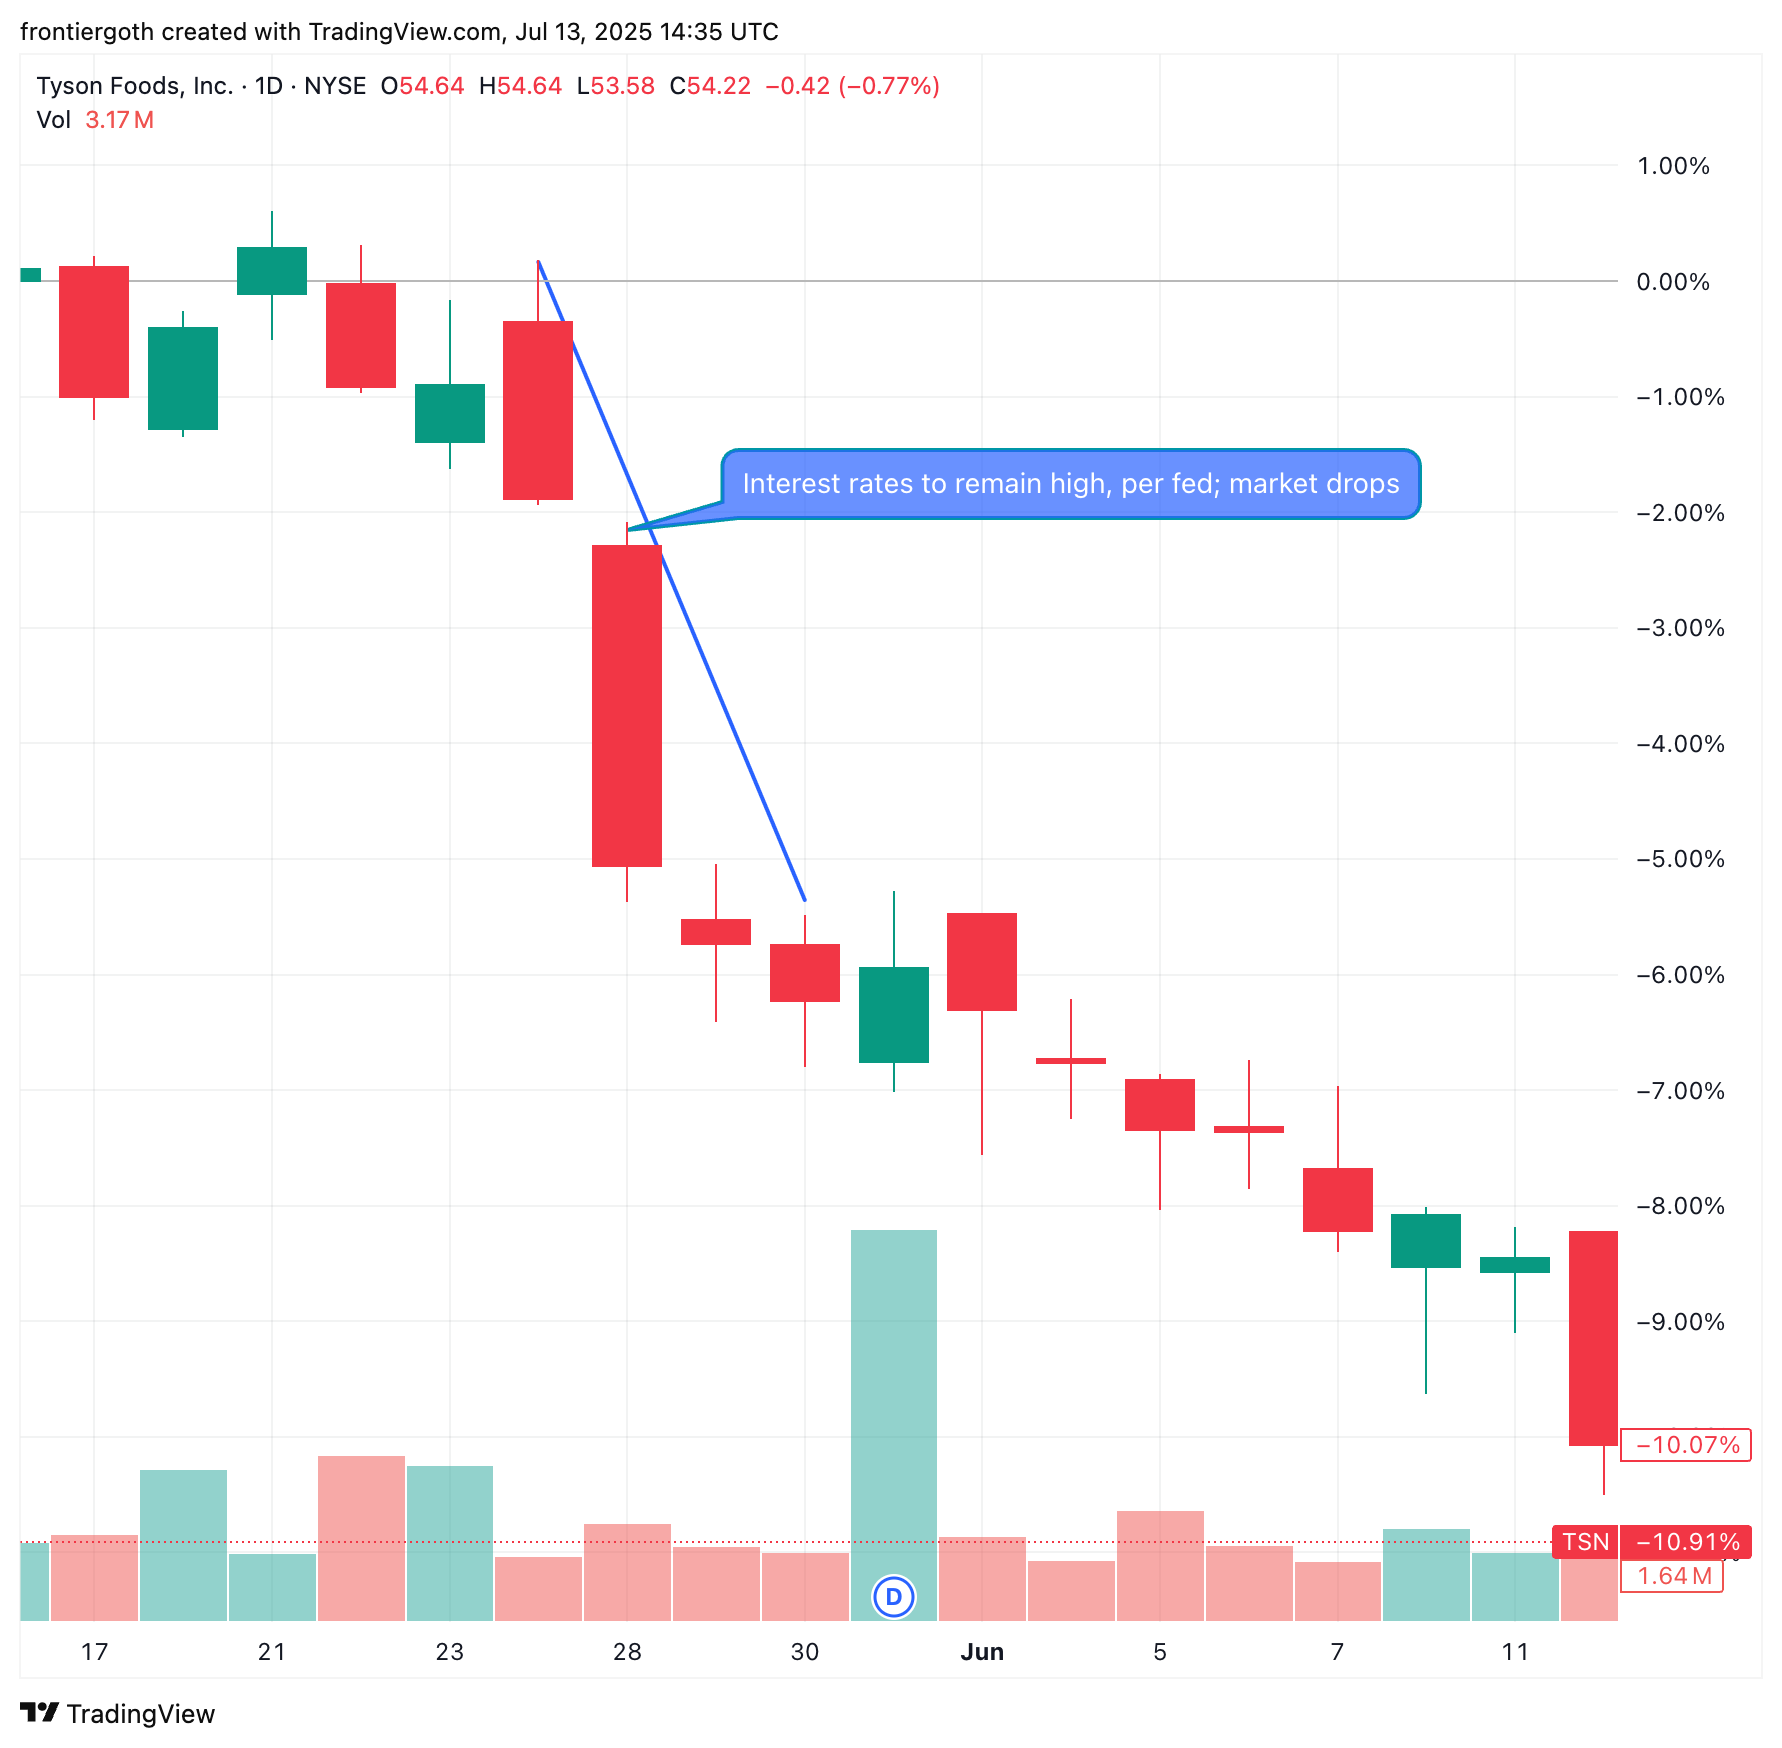 frontiergoth created with TradingView.com, Jul 13, 2025 14:35 UTC
Tyson Foods, Inc. · 1D · NYSE O54.64 H54.64 L53.58 C54.22 −0.42 (−0.77%)
Vol 3.17 M
1.00%
0.00%
−1.00%
Interest rates to remain high, per fed; market drops
−2.00%
−3.00%
−4.00%
−5.00%
−6.00%
−7.00%
−8.00%
−9.00%
−10.07%
TSN −10.91%
1.64 M
D
17 21 23 28 30 Jun 5 7 11
TradingView